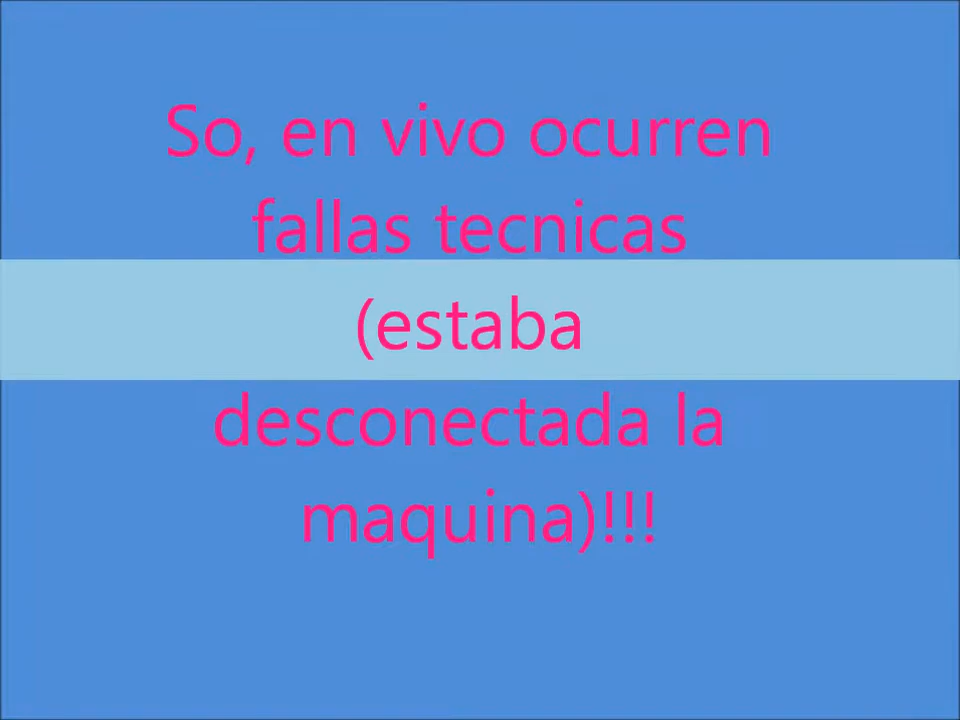 So, en vivo ocurren
fallas tecnicas
(estaba
desconectada la
maquina)!!!